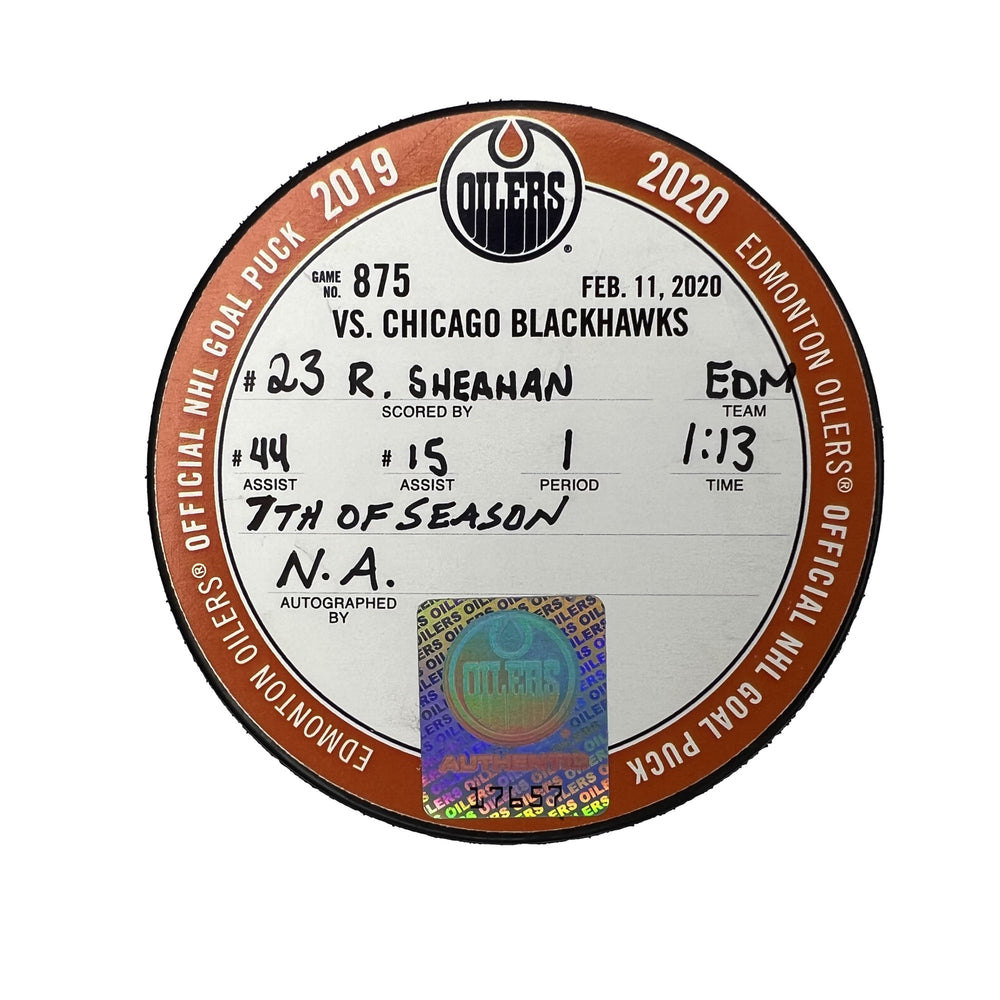 2019
2020
OILERS®
EDMONTON OILERS® OFFICIAL NHL GOAL PUCK
EDMONTON OILERS® OFFICIAL NHL GOAL PUCK
GAME NO. 875 FEB. 11, 2020
VS. CHICAGO BLACKHAWKS
#23 R. SHEAHAN EDM
SCORED BY TEAM
#44 #15 1 1:13
ASSIST ASSIST PERIOD TIME
7TH OF SEASON
N.A.
AUTOGRAPHED
BY
OILERS
AUTHENTIC
17657